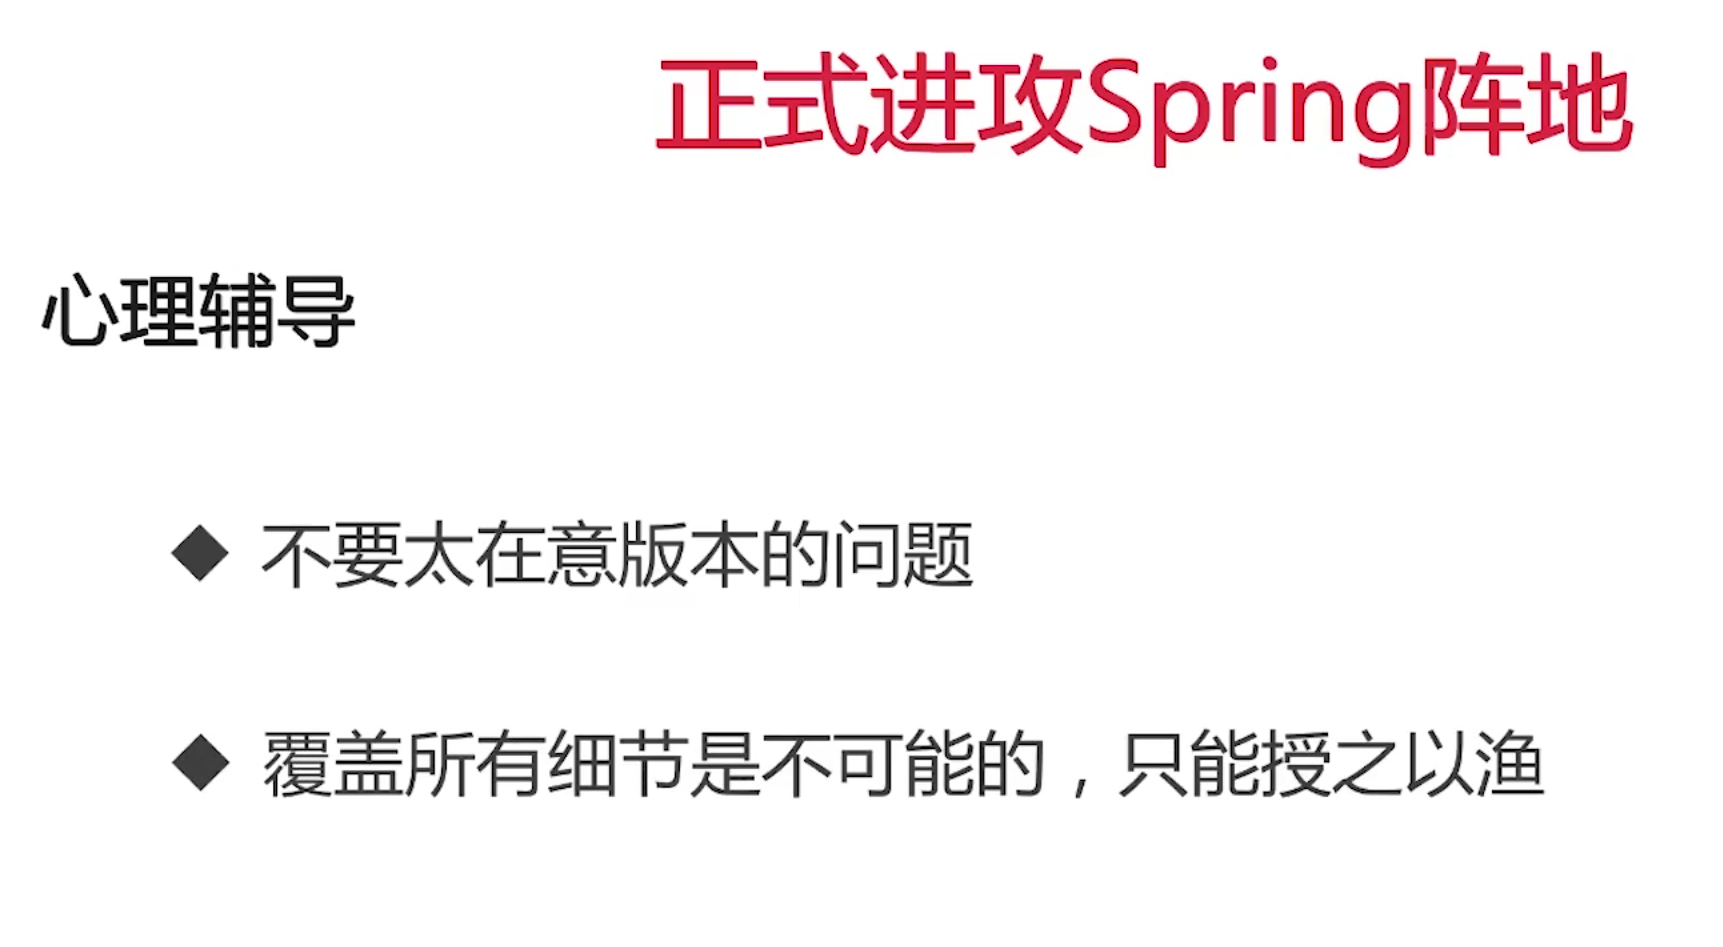 正式进攻Spring阵地
心理辅导
◆ 不要太在意版本的问题
◆ 覆盖所有细节是不可能的，只能授之以渔